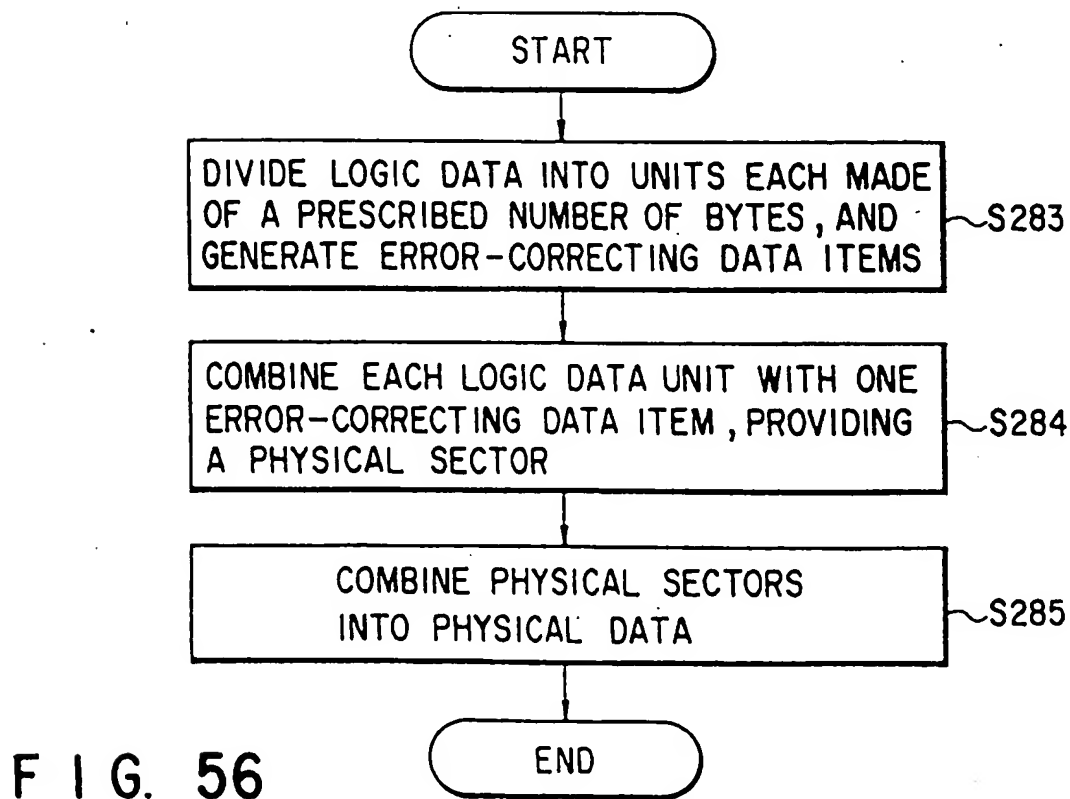 START
DIVIDE LOGIC DATA INTO UNITS EACH MADE
OF A PRESCRIBED NUMBER OF BYTES, AND
GENERATE ERROR-CORRECTING DATA ITEMS
S283
COMBINE EACH LOGIC DATA UNIT WITH ONE
ERROR-CORRECTING DATA ITEM, PROVIDING
A PHYSICAL SECTOR
S284
COMBINE PHYSICAL SECTORS
INTO PHYSICAL DATA
S285
END
FIG. 56